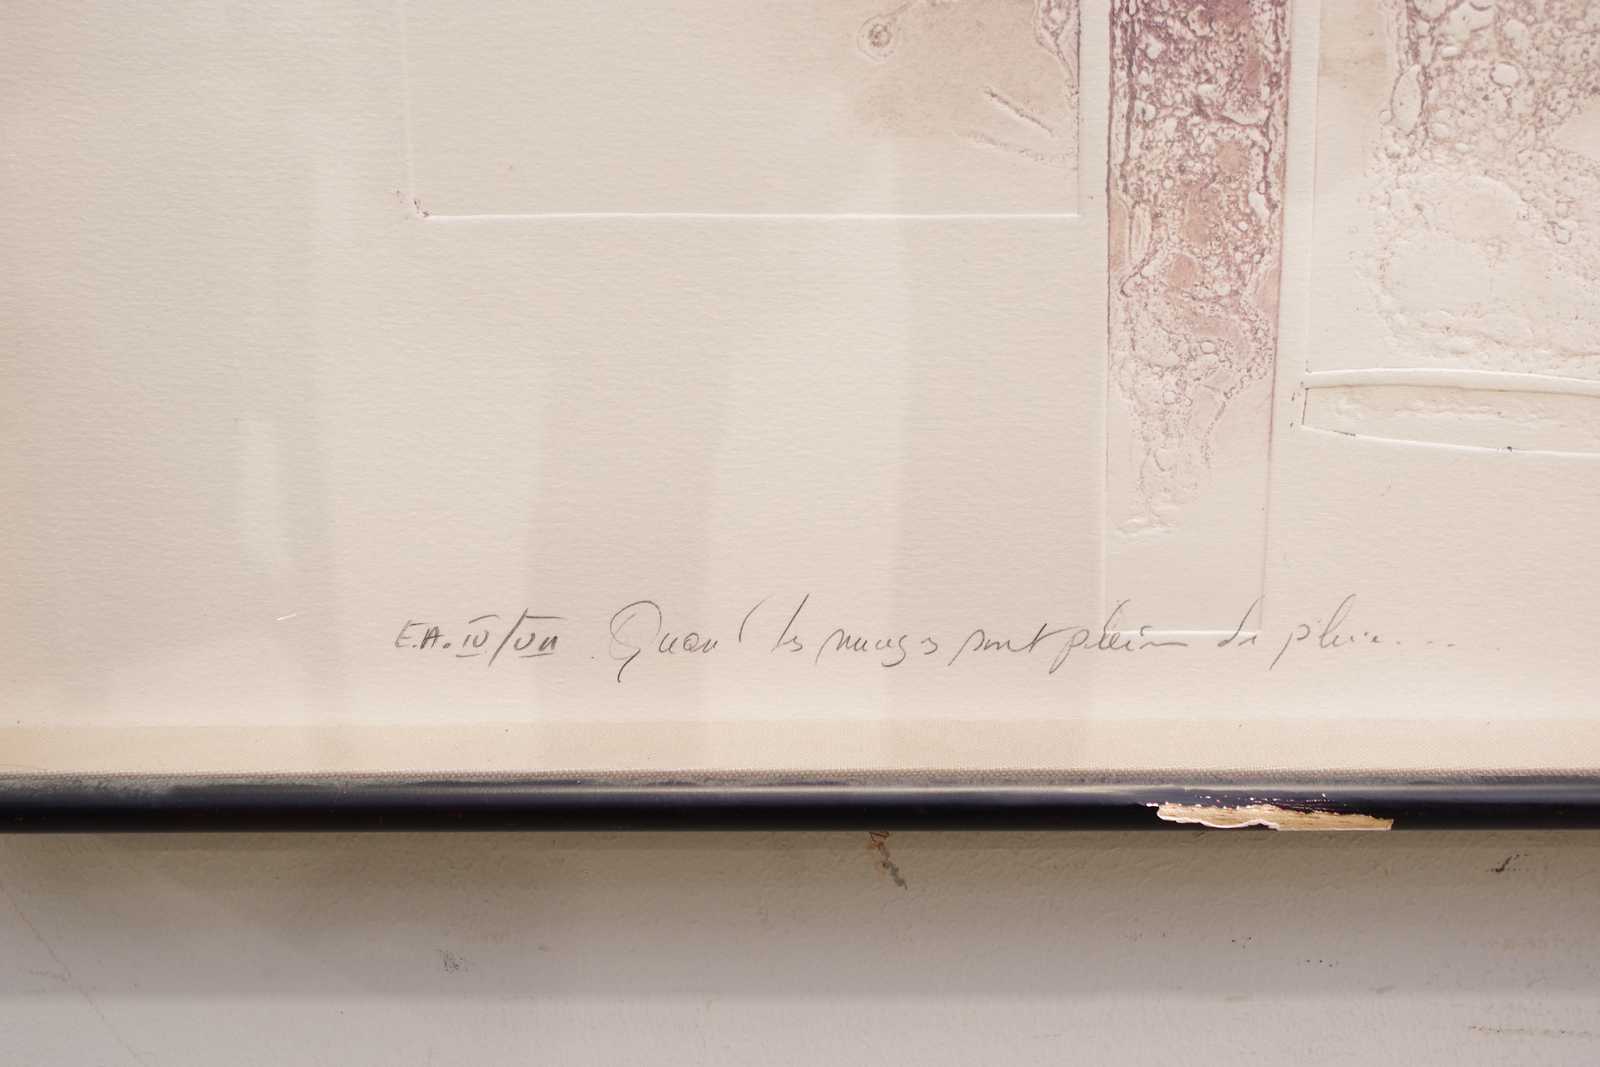 E.A. IV/VII Quand les nuages sont pleins de pluie....